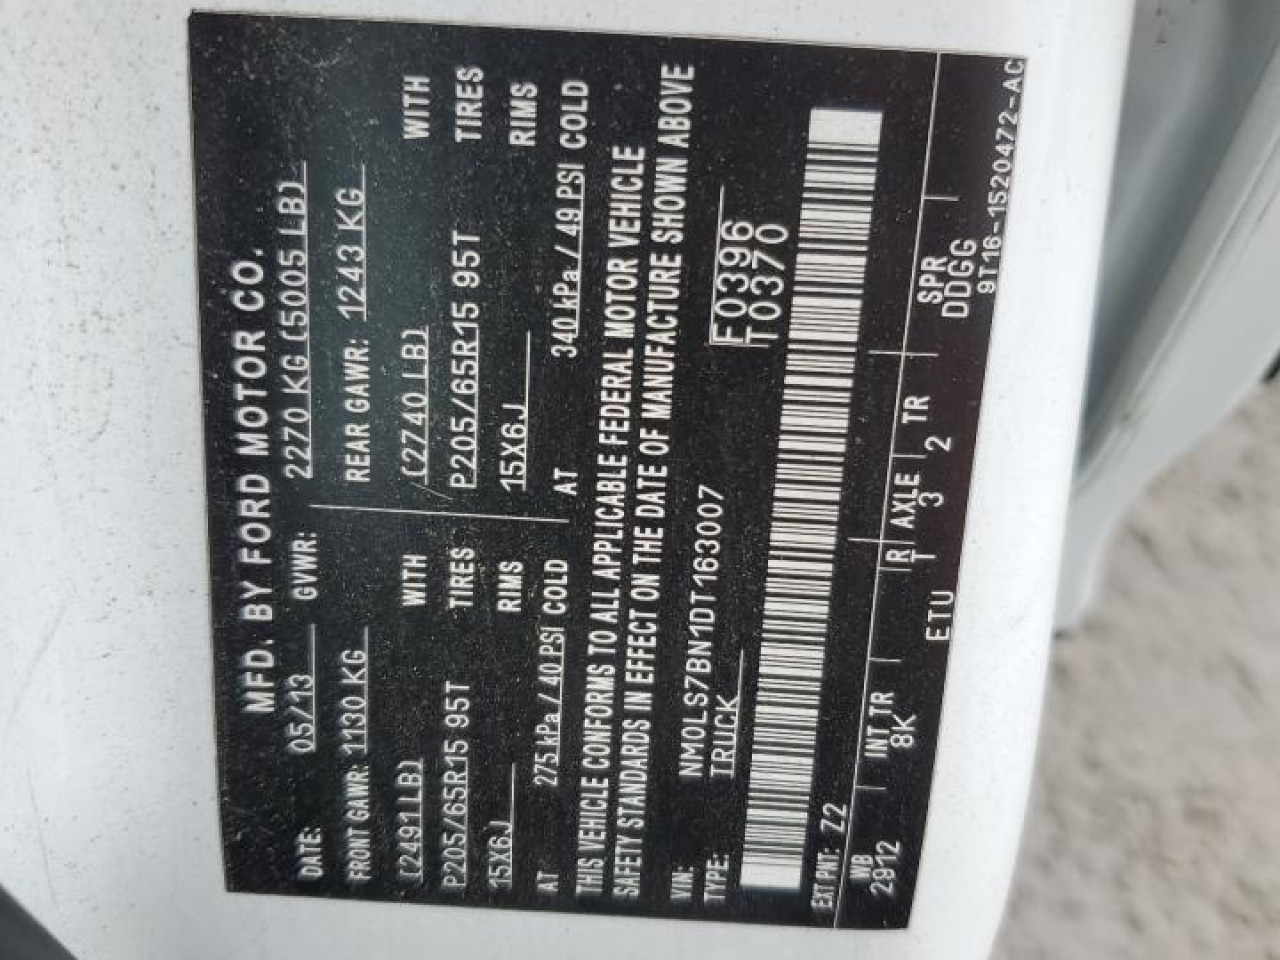 MFD. BY FORD MOTOR CO.
DATE: 05/13 GVWR: 2270 KG (5005 LB)
FRONT GAWR: 1130 KG REAR GAWR: 1243 KG
(2491 LB) WITH (2740 LB) WITH
P205/65R15 95T TIRES P205/65R15 95T TIRES
15X6J RIMS 15X6J RIMS
AT 275 kPa / 40 PSI COLD AT 340 kPa / 49 PSI COLD
THIS VEHICLE CONFORMS TO ALL APPLICABLE FEDERAL MOTOR VEHICLE
SAFETY STANDARDS IN EFFECT ON THE DATE OF MANUFACTURE SHOWN ABOVE
VIN: NM0LS7BN1DT163007 F0396
TYPE: TRUCK T0370
EXT PNT: Z2
WB INT TR R AXLE TR SPR
2912 8K ETU T 3 2 DDGG
9T16-1520472-AC